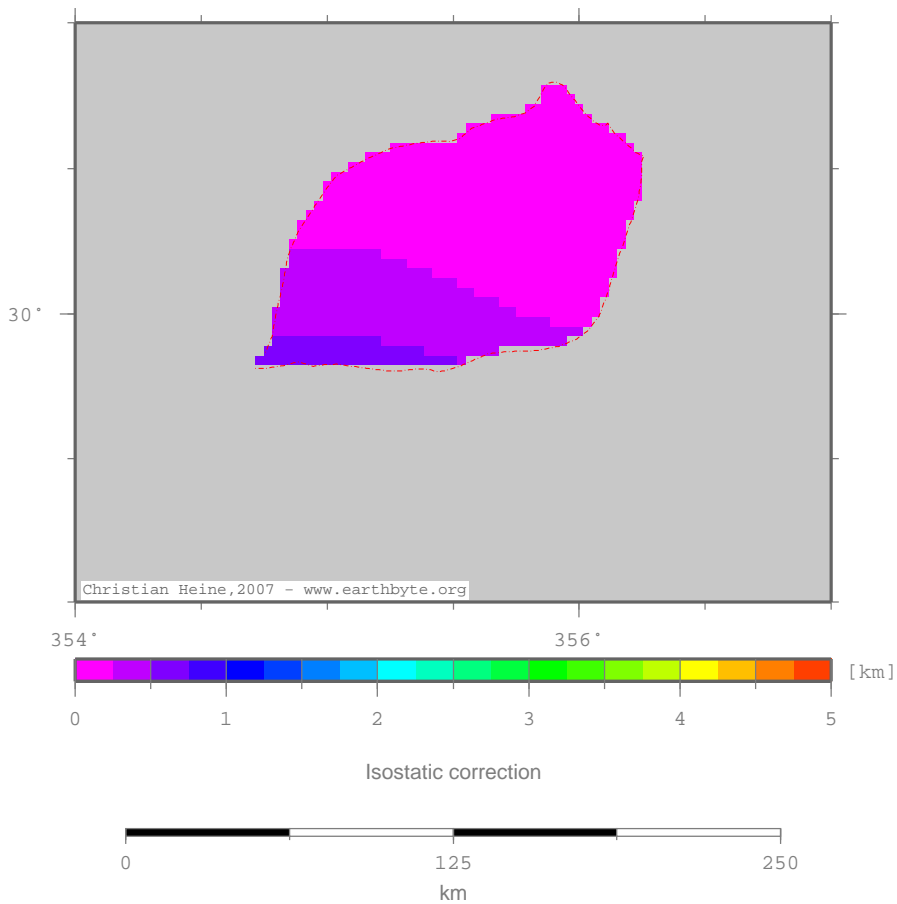 30°
Christian Heine,2007 - www.earthbyte.org
354° 356°
[km]
0 1 2 3 4 5
Isostatic correction
0 125 250
km